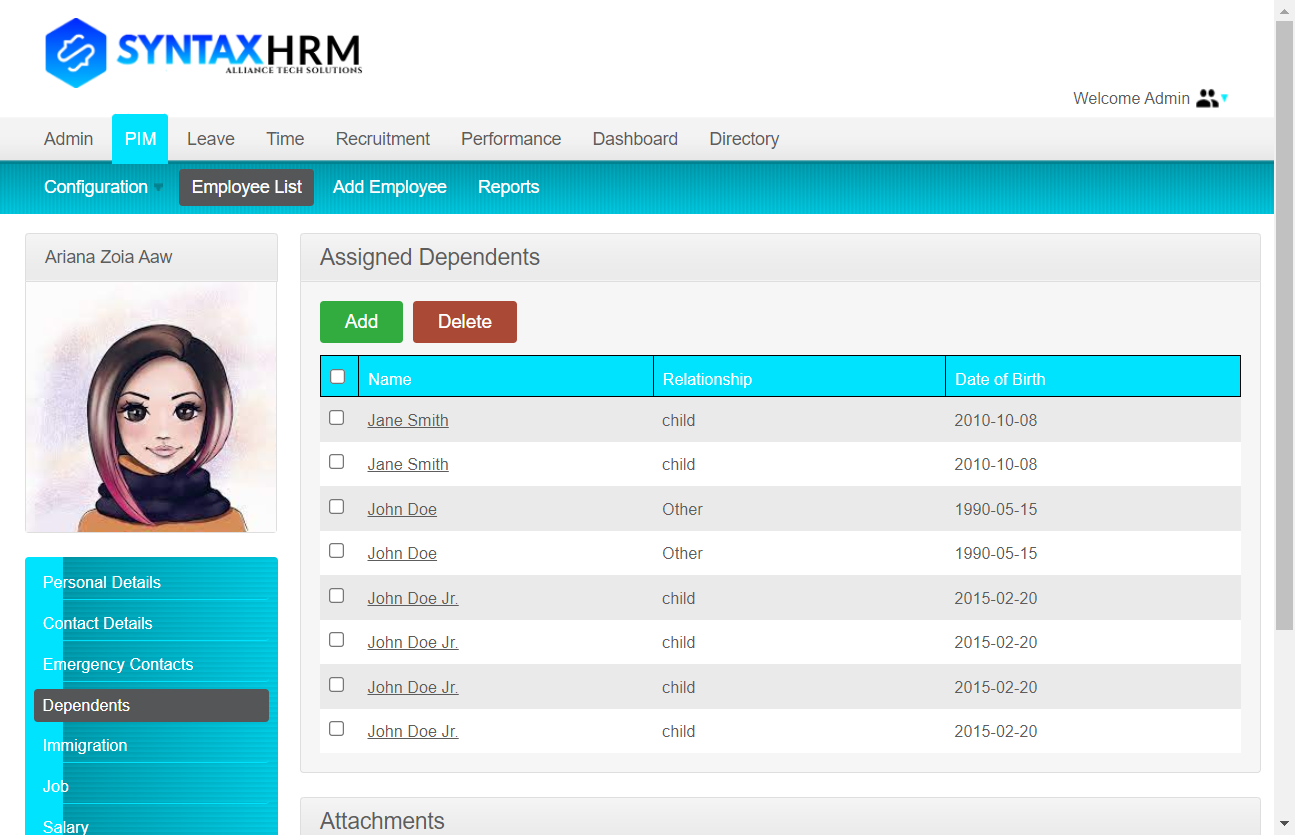 SYNTAXHRM
ALLIANCE TECH SOLUTIONS
Welcome Admin
Admin PIM Leave Time Recruitment Performance Dashboard Directory
Configuration Employee List Add Employee Reports
Ariana Zoia Aaw
Personal Details
Contact Details
Emergency Contacts
Dependents
Immigration
Job
Salary
Assigned Dependents
Add Delete
Name Relationship Date of Birth
Jane Smith child 2010-10-08
Jane Smith child 2010-10-08
John Doe Other 1990-05-15
John Doe Other 1990-05-15
John Doe Jr. child 2015-02-20
John Doe Jr. child 2015-02-20
John Doe Jr. child 2015-02-20
John Doe Jr. child 2015-02-20
Attachments